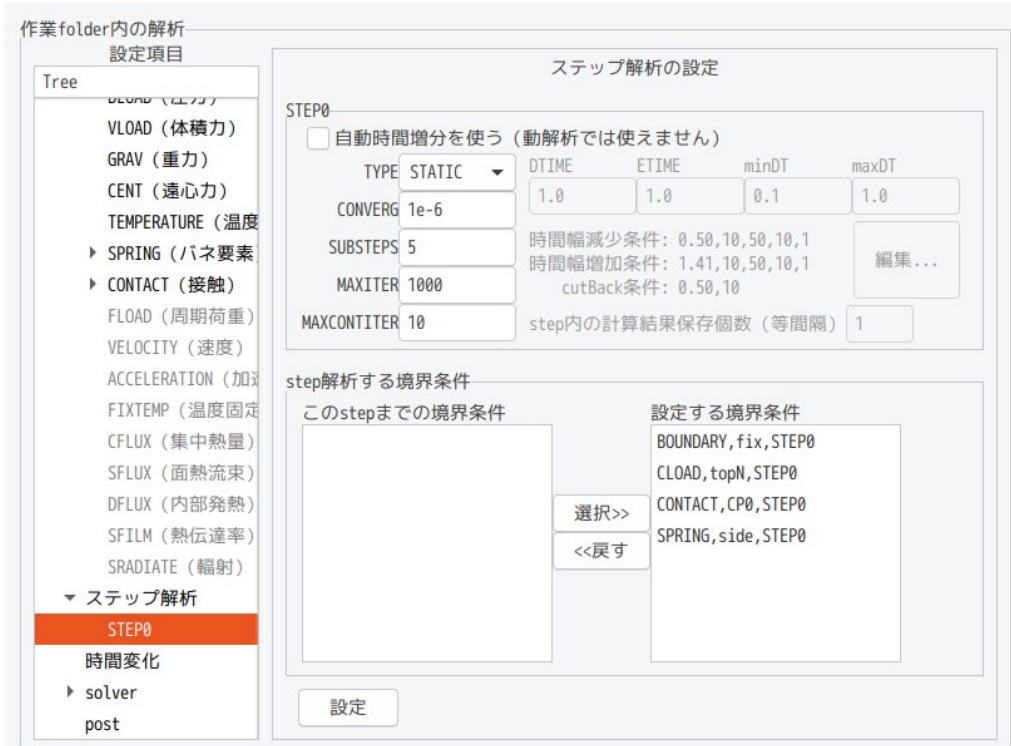 作業folder内の解析
設定項目
Tree
VLOAD (体積力)
GRAV (重力)
CENT (遠心力)
TEMPERATURE (温度
SPRING (バネ要素)
CONTACT (接触)
FLOAD (周期荷重)
VELOCITY (速度)
ACCELERATION (加速
FIXTEMP (温度固定
CFLUX (集中熱量)
SFLUX (面熱流束)
DFLUX (内部発熱)
SFILM (熱伝達率)
SRADIATE (輻射)
ステップ解析
STEP0
時間変化
solver
post
ステップ解析の設定
STEP0
自動時間増分を使う (動解析では使えません)
TYPE STATIC
CONVERG 1e-6
SUBSTEPS 5
MAXITER 1000
MAXCONTITER 10
DTIME ETIME minDT maxDT
1.0 1.0 0.1 1.0
時間幅減少条件: 0.50,10,50,10,1
時間幅増加条件: 1.41,10,50,10,1
cutBack条件: 0.50,10
編集...
step内の計算結果保存個数 (等間隔) 1
step解析する境界条件
このstepまでの境界条件
設定する境界条件
BOUNDARY,fix,STEP0
CLOAD,topN,STEP0
CONTACT,CP0,STEP0
SPRING,side,STEP0
選択>>
<<戻す
設定